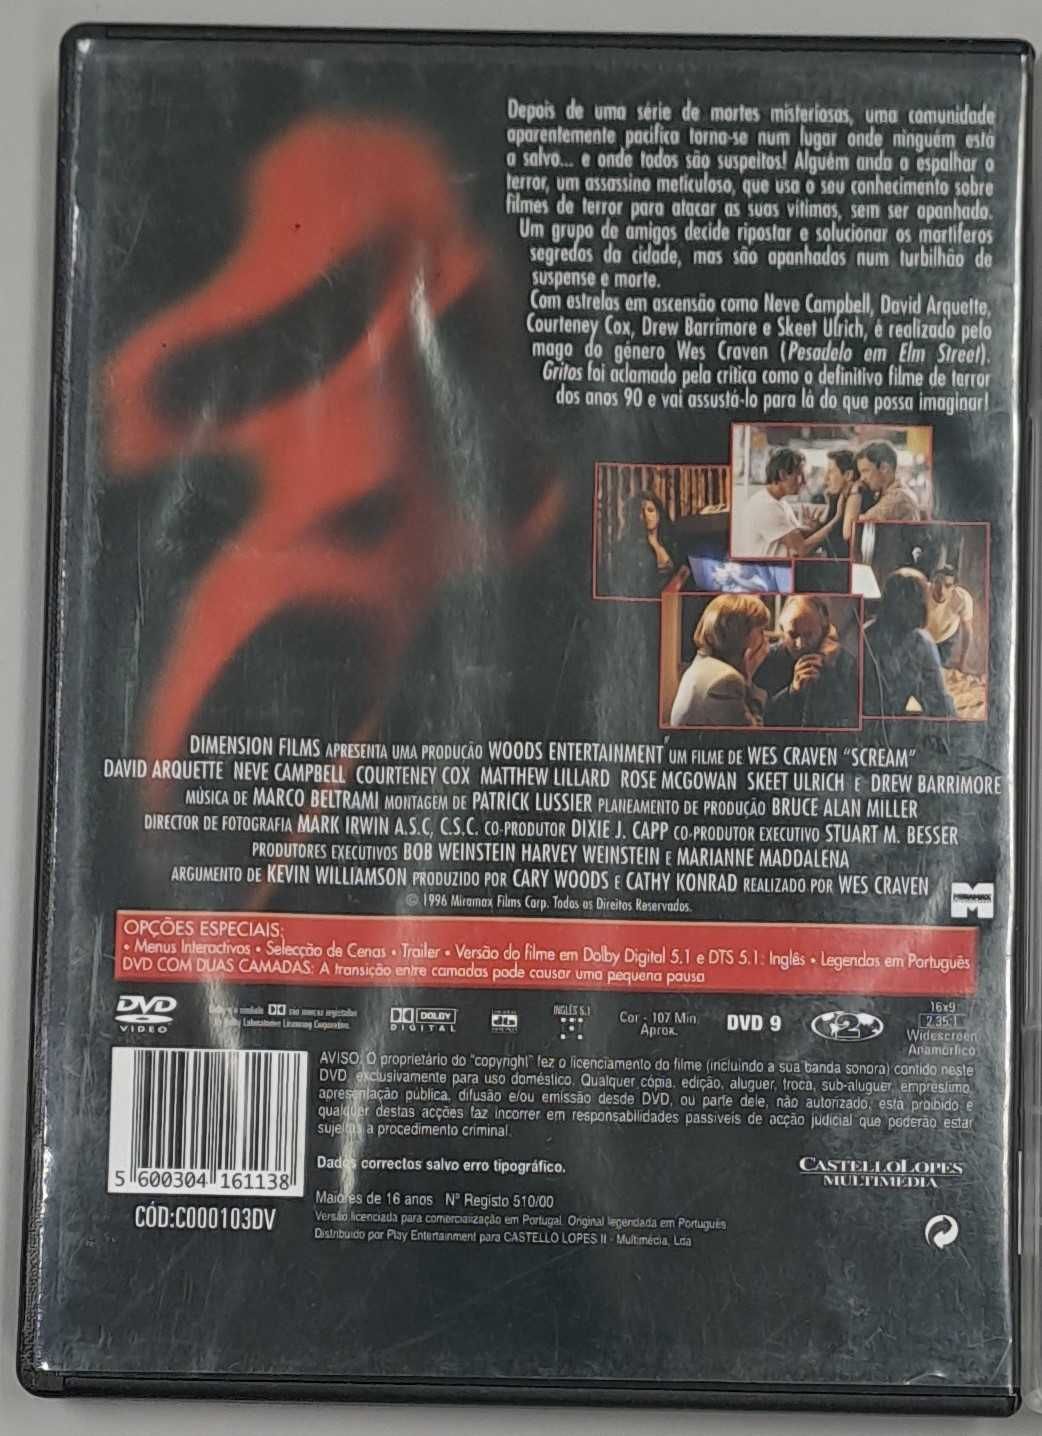 Depois de uma série de mortes misteriosas, uma comunidade
aparentemente pacífica torna-se num lugar onde ninguém está
a salvo... e onde todos são suspeitos! Alguém anda a espalhar o
terror, um assassino meticuloso, que usa o seu conhecimento sobre
filmes de terror para atacar as suas vítimas, sem ser apanhado.
Um grupo de amigos decide ripostar e solucionar os mortíferos
segredos da cidade, mas são apanhados num turbilhão de
suspense e morte.
Com estrelas em ascensão como Neve Campbell, David Arquette,
Courteney Cox, Drew Barrimore e Skeet Ulrich, é realizado pelo
mago do género Wes Craven (Pesadelo em Elm Street).
Gritos foi aclamado pela crítica como o definitivo filme de terror
dos anos 90 e vai assustá-lo para lá do que possa imaginar!
DIMENSION FILMS APRESENTA UMA PRODUCÃO WOODS ENTERTAINMENT UM FILME DE WES CRAVEN "SCREAM"
DAVID ARQUETTE NEVE CAMPBELL COURTENEY COX MATTHEW LILLARD ROSE MCGOWAN SKEET ULRICH E DREW BARRIMORE
MÚSICA DE MARCO BELTRAMI MONTAGEM DE PATRICK LUSSIER PLANEAMENTO DE PRODUÇÃO BRUCE ALAN MILLER
DIRECTOR DE FOTOGRAFIA MARK IRWIN A.S.C, C.S.C. CO-PRODUTOR DIXIE J. CAPP CO-PRODUTOR EXECUTIVO STUART M. BESSER
PRODUTORES EXECUTIVOS BOB WEINSTEIN HARVEY WEINSTEIN E MARIANNE MADDALENA
ARGUMENTO DE KEVIN WILLIAMSON PRODUZIDO POR CARY WOODS E CATHY KONRAD REALIZADO POR WES CRAVEN
© 1996 Miramax Films Corp. Todos os Direitos Reservados.
MIRAMAX
OPÇÕES ESPECIAIS:
• Menus Interactivos • Selecção de Cenas • Trailer • Versão do filme em Dolby Digital 5.1 e DTS 5.1: Inglês • Legendas em Português
DVD COM DUAS CAMADAS: A transição entre camadas pode causar uma pequena pausa
DVD VIDEO
são marcas registadas
Dolby Laboratories Licensing Corporation.
DOLBY DIGITAL
dts
INGLÊS 5.1
Cor - 107 Min. Aprox.
DVD 9
2
16x9
2.35:1
Widescreen
Anamórfico
AVISO: O proprietário do "copyright" fez o licenciamento do filme (incluindo a sua banda sonora) contido neste
DVD exclusivamente para uso doméstico. Qualquer cópia, edição, aluguer, troca, sub-aluguer, empréstimo,
apresentação pública, difusão e/ou emissão desde DVD, ou parte dele, não autorizado, está proibido e
qualquer destas acções faz incorrer em responsabilidades passíveis de acção judicial que poderão estar
sujeitas a procedimento criminal.
5 600304 161138
CÓD:C000103DV
Dados correctos salvo erro tipográfico.
CASTELLO LOPES
MULTIMEDIA
Maiores de 16 anos Nº Registo 510/00
Versão licenciada para comercialização em Portugal. Original legendada em Português
Distribuído por Play Entertainment para CASTELLO LOPES II - Multimédia, Lda